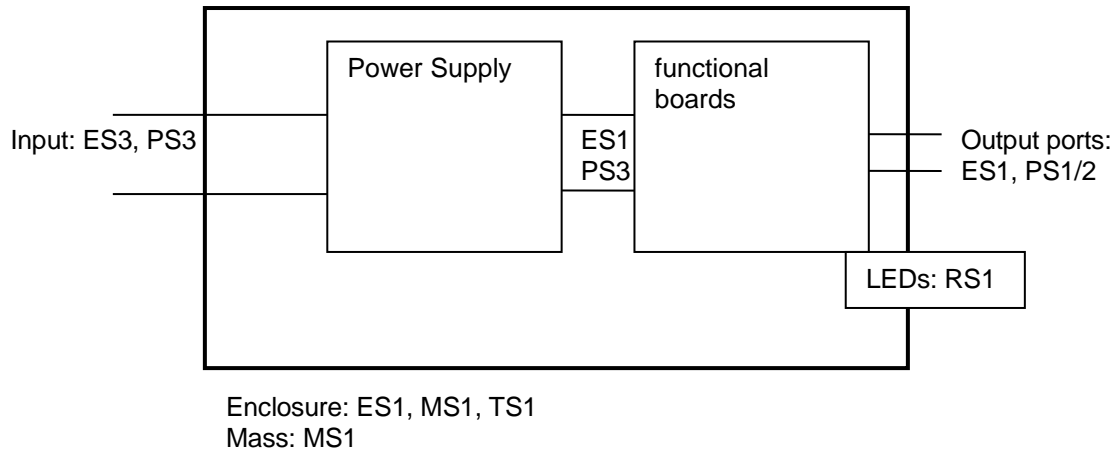 Power Supply
functional
boards
Input: ES3, PS3
ES1
PS3
Output ports:
ES1, PS1/2
LEDs: RS1
Enclosure: ES1, MS1, TS1
Mass: MS1